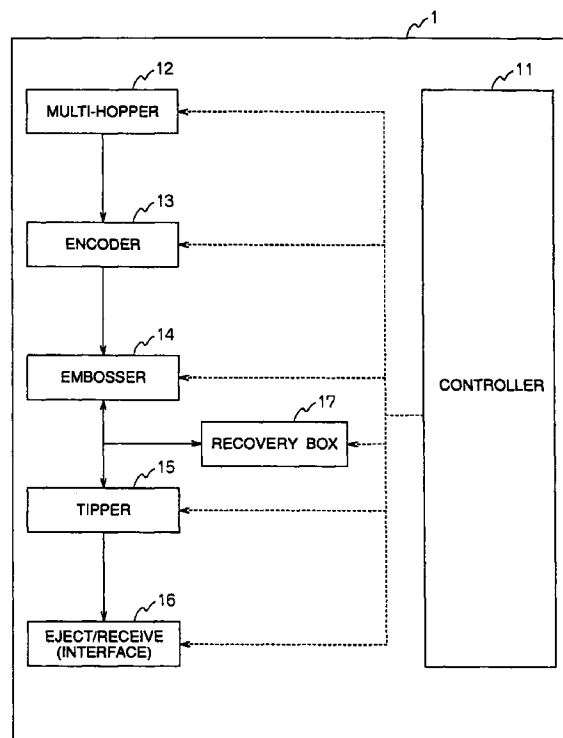 1
12
MULTI-HOPPER
11
13
ENCODER
14
EMBOSSER
CONTROLLER
17
RECOVERY BOX
15
TIPPER
16
EJECT/RECEIVE
(INTERFACE)